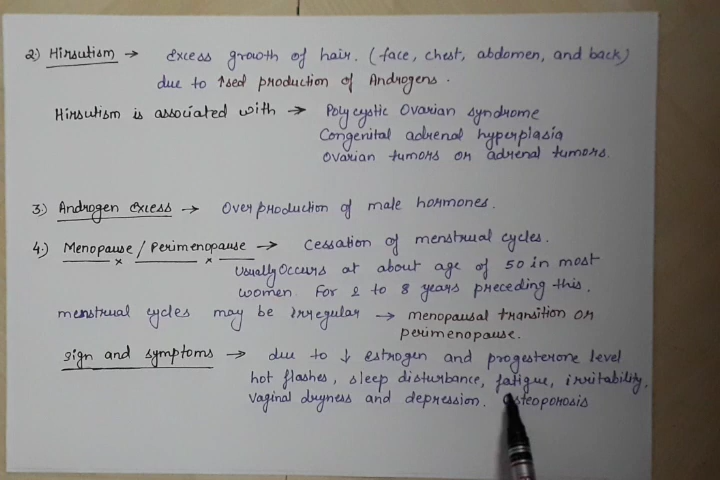 2) Hirsutism → Excess growth of hair. (face, chest, abdomen, and back)
due to ↑sed production of Androgens.
Hirsutism is associated with → Polycystic Ovarian syndrome
Congenital adrenal hyperplasia
Ovarian tumors or adrenal tumors.
3.) Androgen Excess → Overproduction of male hormones.
4.) Menopause / Perimenopause → Cessation of menstrual cycles.
Usually Occurs at about age of 50 in most
women. For 2 to 8 years preceding this,
menstrual cycles may be irregular → menopausal transition or
perimenopause.
Sign and symptoms → due to ↓ estrogen and progesterone level
hot flashes, sleep disturbance, fatigue, irritability,
Vaginal dryness and depression. Osteoporosis